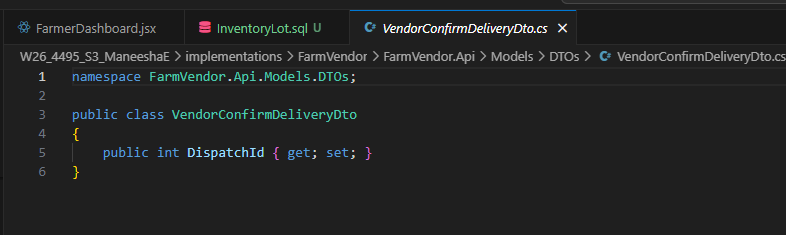 FarmerDashboard.jsx InventoryLot.sql U C# VendorConfirmDeliveryDto.cs ×
W26_4495_S3_ManeeshaE > implementations > FarmVendor > FarmVendor.Api > Models > DTOs > C# VendorConfirmDeliveryDto.cs
1 namespace FarmVendor.Api.Models.DTOs;
2
3 public class VendorConfirmDeliveryDto
4 {
5 public int DispatchId { get; set; }
6 }